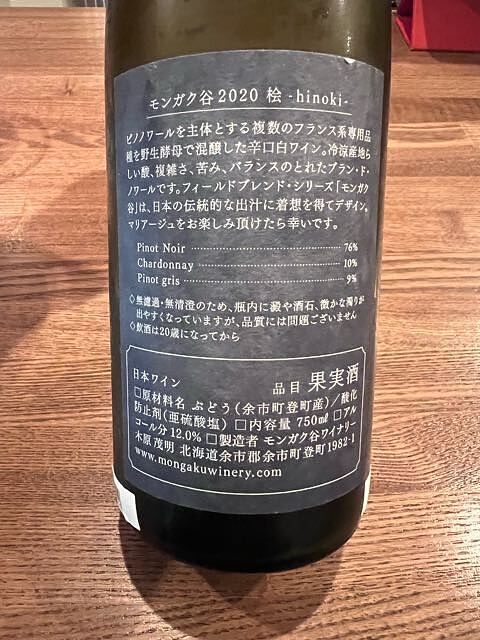 モンガク谷2020 桧 -hinoki-
ピノノワールを主体とする複数のフランス系専用品
種を野生酵母で混醸した辛口白ワイン。冷涼産地ら
しい酸、複雑さ、苦み、バランスのとれたブラン・ド・
ノワールです。フィールドブレンド・シリーズ「モンガク
谷」は、日本の伝統的な出汁に着想を得てデザイン。
マリアージュをお楽しみ頂けたら幸いです。
Pinot Noir 76%
Chardonnay 10%
Pinot gris 9%
◇無濾過・無清澄のため、瓶内に澱や酒石、微かな濁りが
出やすくなっていますが、品質には問題ございません
◇飲酒は20歳になってから
日本ワイン 品目 果実酒
□原材料名 ぶどう(余市町登町産)/酸化
防止剤(亜硫酸塩) □内容量 750mℓ □アル
コール分 12.0% □製造者 モンガク谷ワイナリー
木原茂明 北海道余市郡余市町登町1982-1
www.mongakuwinery.com